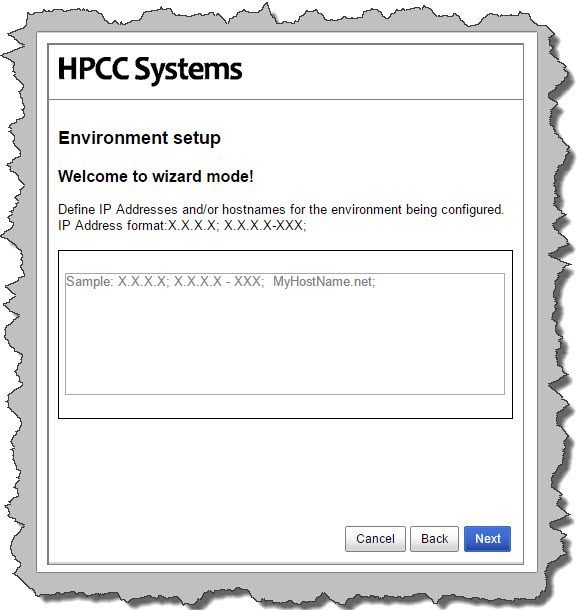 HPCC Systems
Environment setup
Welcome to wizard mode!
Define IP Addresses and/or hostnames for the environment being configured.
IP Address format:X.X.X.X; X.X.X.X-XXX;
Sample: X.X.X.X; X.X.X.X - XXX;  MyHostName.net;
Cancel Back Next